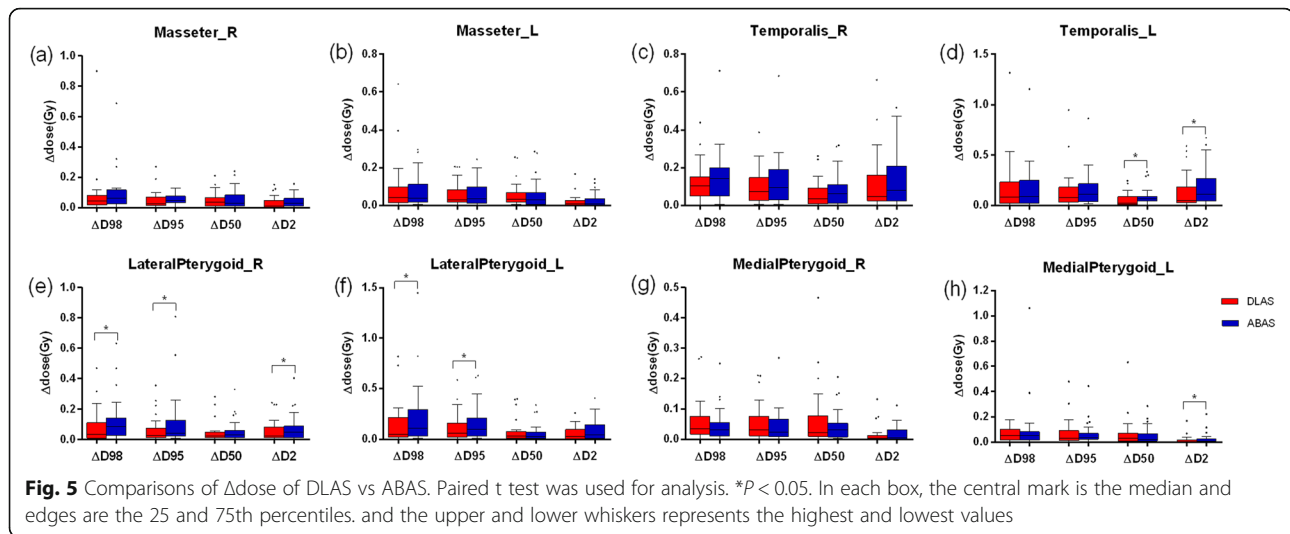 Masseter_R
(a)
Δdose(Gy)
1.0
0.8
0.6
0.4
0.2
0.0
ΔD98 ΔD95 ΔD50 ΔD2
Masseter_L
(b)
Δdose(Gy)
0.8
0.6
0.4
0.2
0.0
ΔD98 ΔD95 ΔD50 ΔD2
Temporalis_R
(c)
Δdose(Gy)
0.8
0.6
0.4
0.2
0.0
ΔD98 ΔD95 ΔD50 ΔD2
Temporalis_L
(d)
Δdose(Gy)
1.5
1.0
0.5
0.0
* *
ΔD98 ΔD95 ΔD50 ΔD2
LateralPterygoid_R
(e)
Δdose(Gy)
1.0
0.8
0.6
0.4
0.2
0.0
* * *
ΔD98 ΔD95 ΔD50 ΔD2
LateralPterygoid_L
(f)
Δdose(Gy)
1.5
1.0
0.5
0.0
* *
ΔD98 ΔD95 ΔD50 ΔD2
MedialPterygoid_R
(g)
Δdose(Gy)
0.5
0.4
0.3
0.2
0.1
0.0
ΔD98 ΔD95 ΔD50 ΔD2
MedialPterygoid_L
(h)
Δdose(Gy)
1.2
1.0
0.8
0.6
0.4
0.2
0.0
*
ΔD98 ΔD95 ΔD50 ΔD2
DLAS
ABAS
Fig. 5 Comparisons of Δdose of DLAS vs ABAS. Paired t test was used for analysis. *P < 0.05. In each box, the central mark is the median and
edges are the 25 and 75th percentiles. and the upper and lower whiskers represents the highest and lowest values